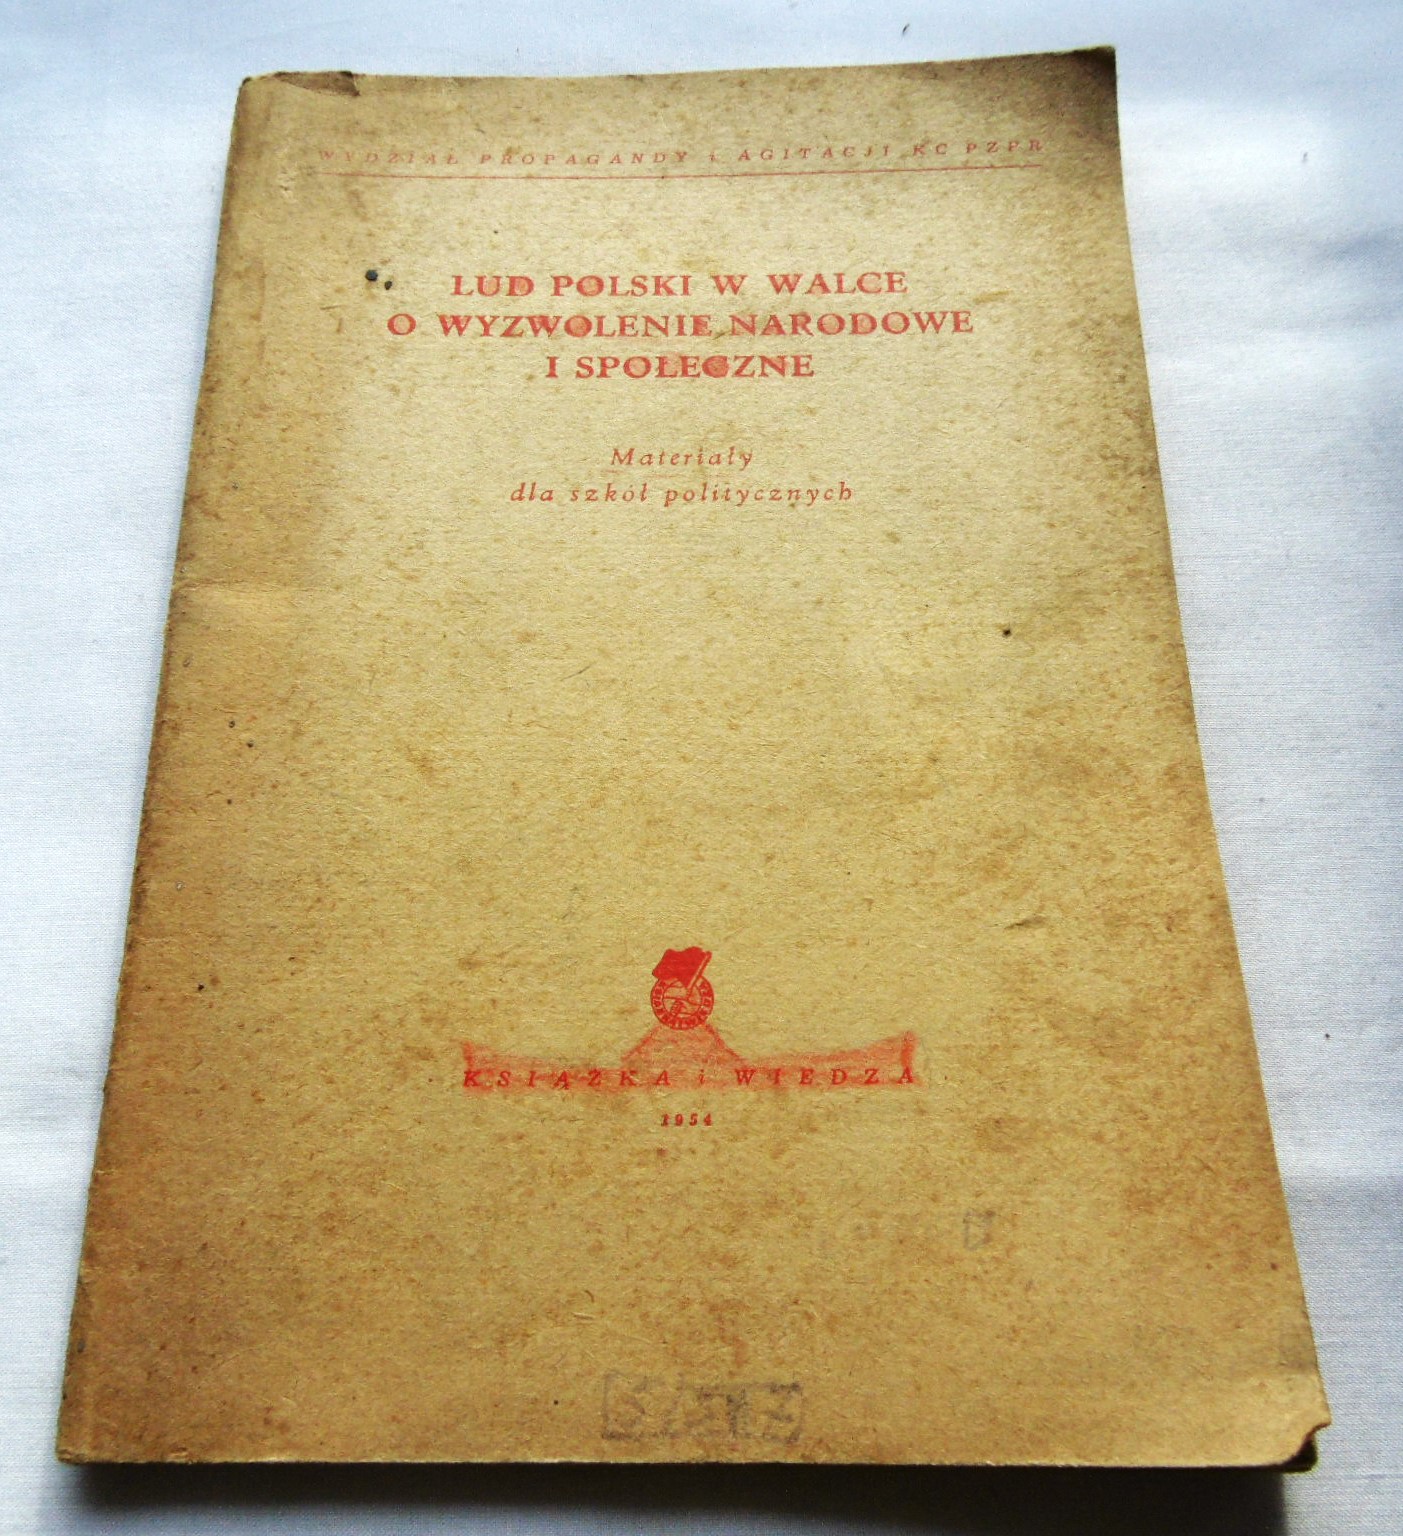 WYDZIAŁ PROPAGANDY i AGITACJI KC PZPR
LUD POLSKI W WALCE
O WYZWOLENIE NARODOWE
I SPOŁECZNE
Materiały
dla szkół politycznych
KSIĄŻKA i WIEDZA
1954